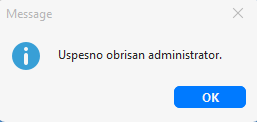 Message
Uspesno obrisan administrator.
OK